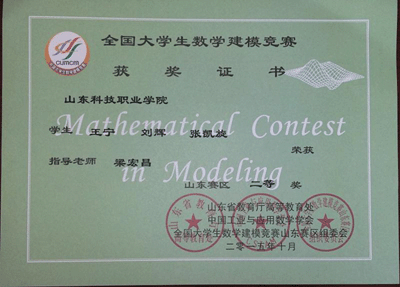 全国大学生数学建模竞赛
CUMCM
获奖证书
山东科技职业学院
学生 王宁 刘辉 张凯旋
Mathematical Contest
荣获
指导老师 梁宏昌
in Modeling
山东赛区 二等 奖
山东省教育厅高等教育处
中国工业与应用数学学会
全国大学生数学建模竞赛山东赛区组委会
二〇一五年十月